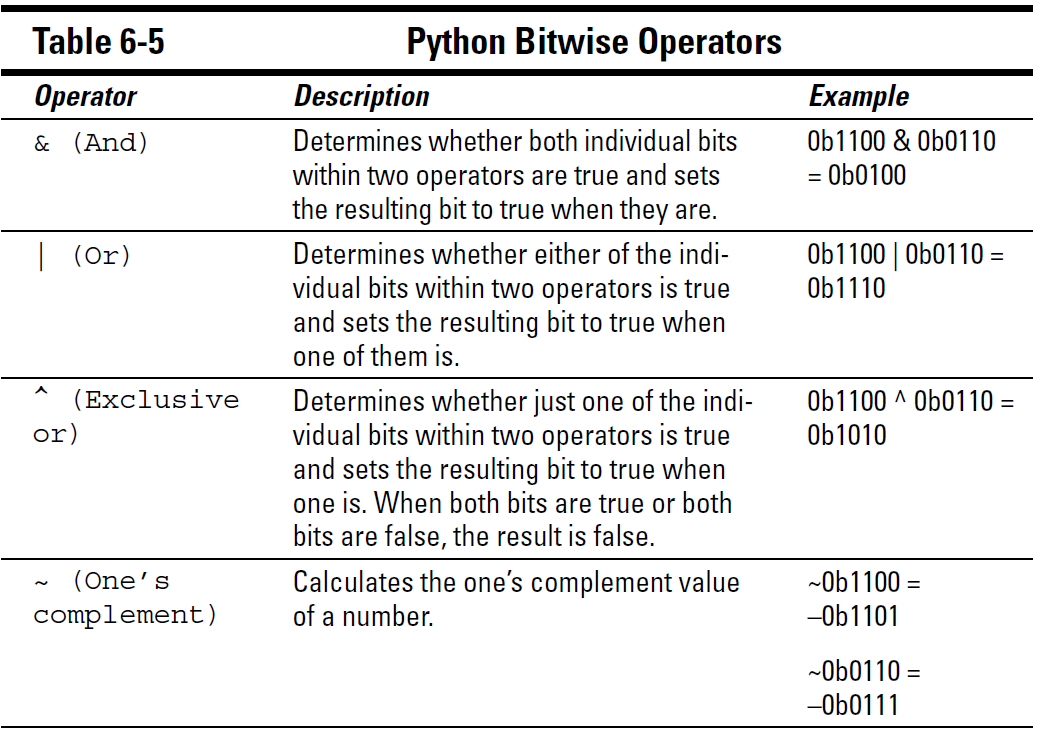 Table 6-5 Python Bitwise Operators
Operator Description Example
& (And) Determines whether both individual bits 0b1100 & 0b0110
within two operators are true and sets = 0b0100
the resulting bit to true when they are.
| (Or) Determines whether either of the indi- 0b1100 | 0b0110 =
vidual bits within two operators is true 0b1110
and sets the resulting bit to true when
one of them is.
^ (Exclusive Determines whether just one of the indi- 0b1100 ^ 0b0110 =
or) vidual bits within two operators is true 0b1010
and sets the resulting bit to true when
one is. When both bits are true or both
bits are false, the result is false.
~ (One’s Calculates the one’s complement value ~0b1100 =
complement) of a number. –0b1101
~0b0110 =
–0b0111